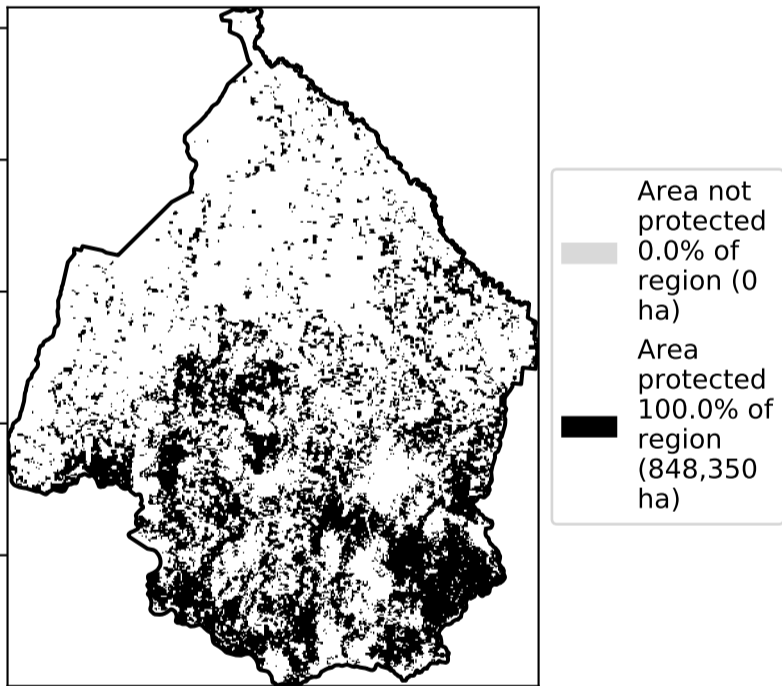 Area not
protected
0.0% of
region (0
ha)
Area
protected
100.0% of
region
(848,350
ha)